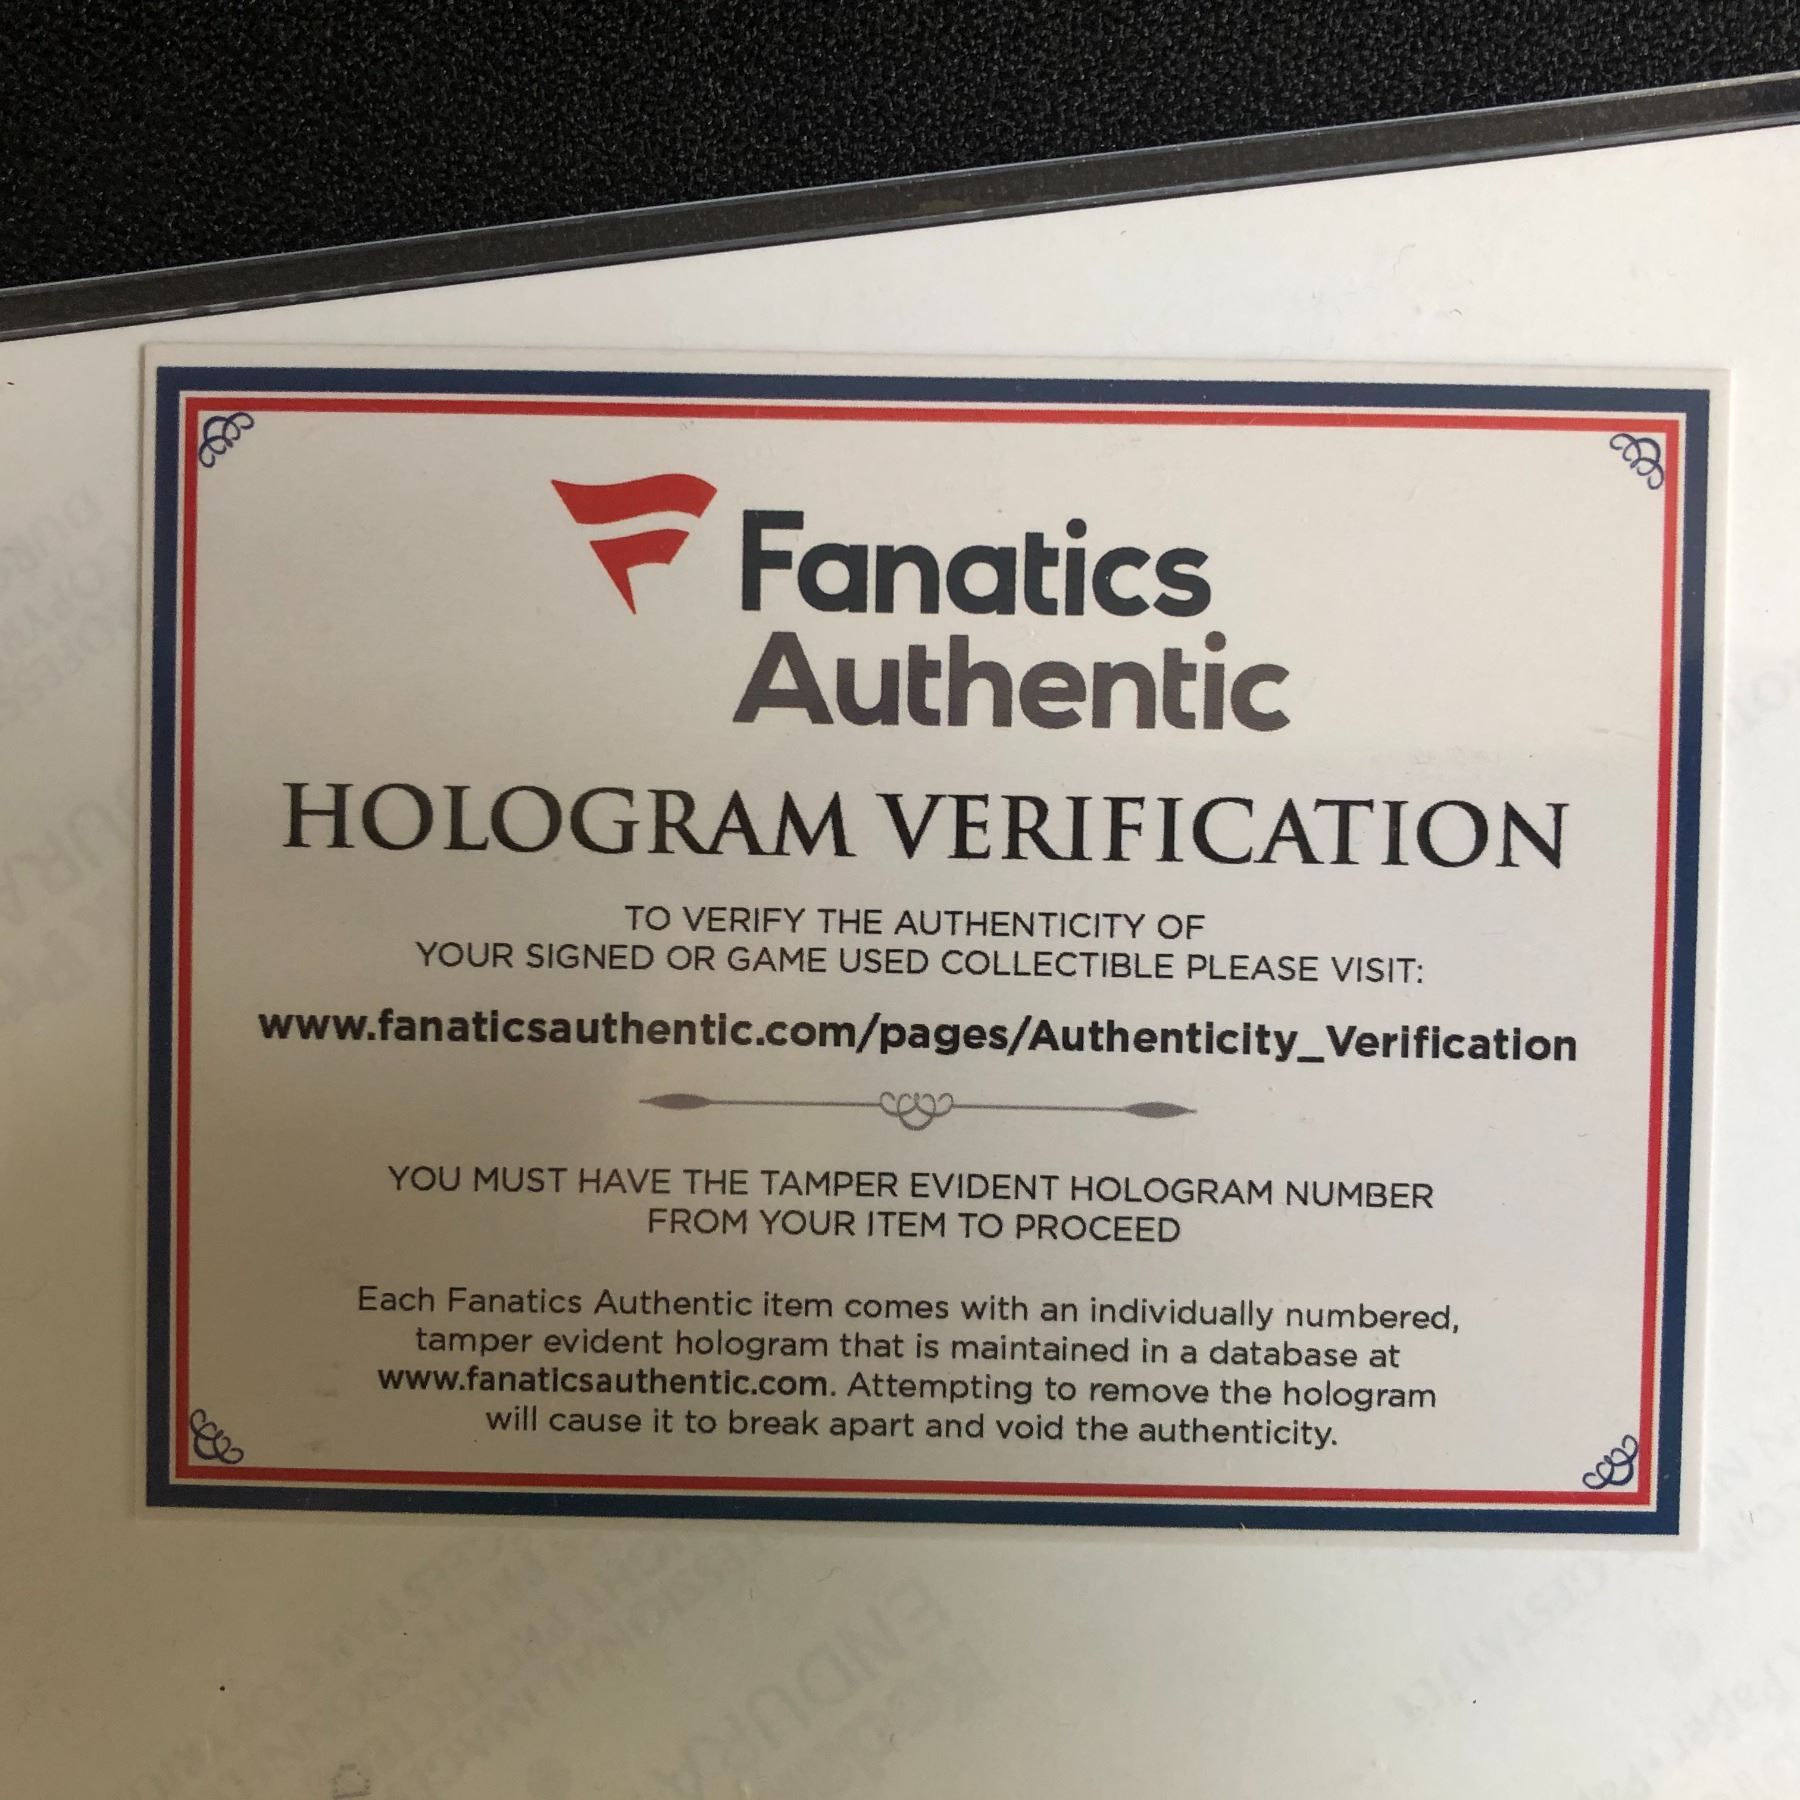 Fanatics
Authentic
HOLOGRAM VERIFICATION
TO VERIFY THE AUTHENTICITY OF
YOUR SIGNED OR GAME USED COLLECTIBLE PLEASE VISIT:
www.fanaticsauthentic.com/pages/Authenticity_Verification
YOU MUST HAVE THE TAMPER EVIDENT HOLOGRAM NUMBER
FROM YOUR ITEM TO PROCEED
Each Fanatics Authentic item comes with an individually numbered,
tamper evident hologram that is maintained in a database at
www.fanaticsauthentic.com. Attempting to remove the hologram
will cause it to break apart and void the authenticity.